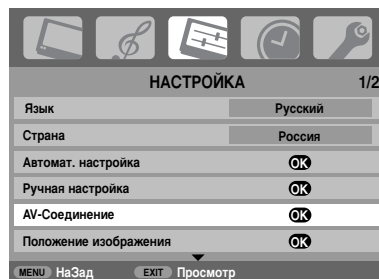 НАСТРОЙКА 1/2
Язык Русский
Страна Россия
Автомат. настройка OK
Ручная настройка OK
AV-Соединение OK
Положение изображения OK
MENU НаЗад EXIT Просмотр